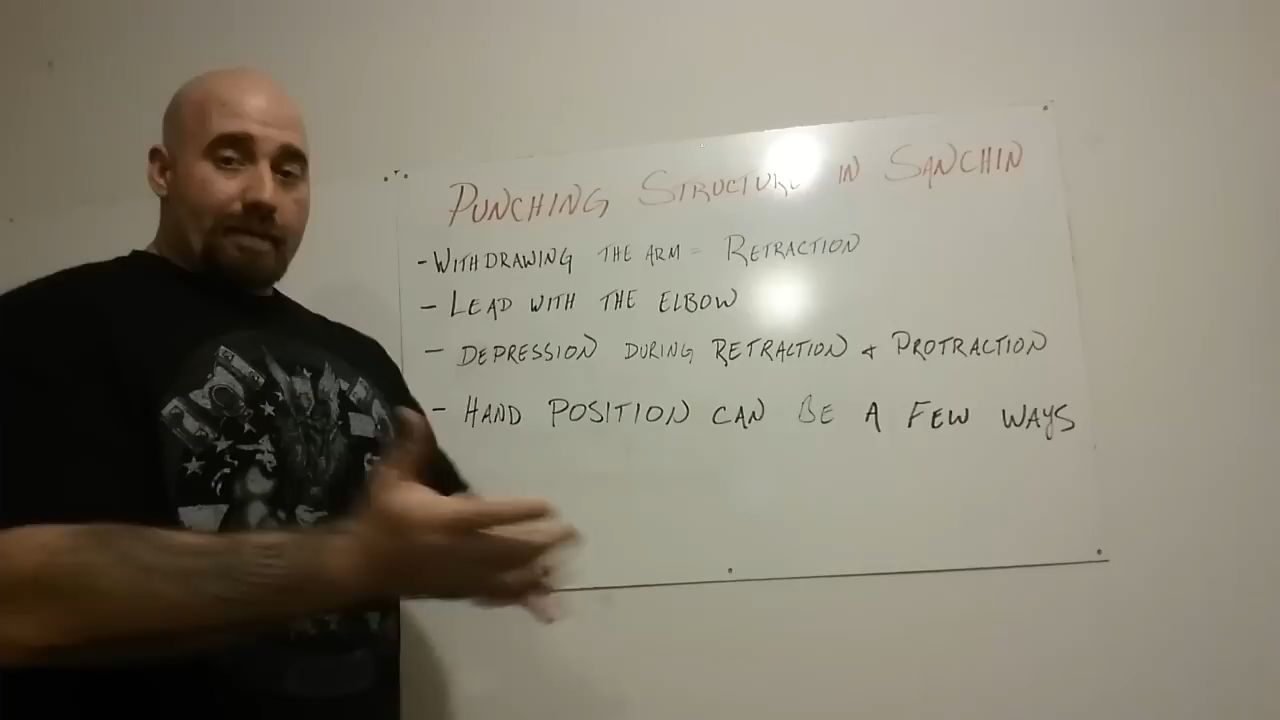 PUNCHING STRUCTURE IN SANCHIN
- WITHDRAWING THE ARM = RETRACTION
- LEAD WITH THE ELBOW
- DEPRESSION DURING RETRACTION & PROTRACTION
- HAND POSITION CAN BE A FEW WAYS